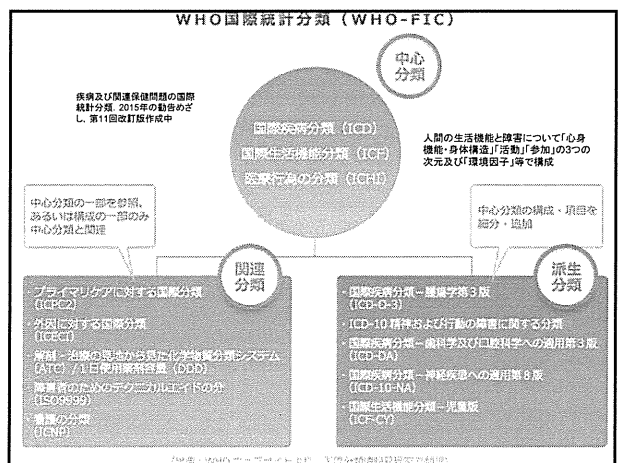 WHO国際統計分類（WHO-FIC）
中心
分類
疾病及び関連保健問題の国際
統計分類. 2015年の勧告めざ
し、第11回改訂版作成中
国際疾病分類（ICD）
国際生活機能分類（ICF）
医療行為の分類（ICHI）
人間の生活機能と障害について「心身
機能・身体構造」「活動」「参加」の3つの
次元及び「環境因子」等で構成
中心分類の一部を参照、
あるいは構成の一部のみ
中心分類と関連
中心分類の構成・項目を
細分・追加
関連
分類
・プライマリケアに対する国際分類
（ICPC2）
・外因に対する国際分類
（ICECI）
・解剖・治療の見地から見た化学物質分類システム
（ATC）/１日使用薬剤容量（DDD）
・障害者のためのテクニカルエイドの分
（ISO9999）
・看護の分類
（ICNP）
派生
分類
・国際疾病分類－腫瘍学第３版
（ICD-O-3）
・ICD-10 精神および行動の障害に関する分類
・国際疾病分類－歯科学及び口腔科学への適用第３版
（ICD-DA）
・国際疾病分類－神経疾患への適用第８版
（ICD-10-NA）
・国際生活機能分類－児童版
（ICF-CY）